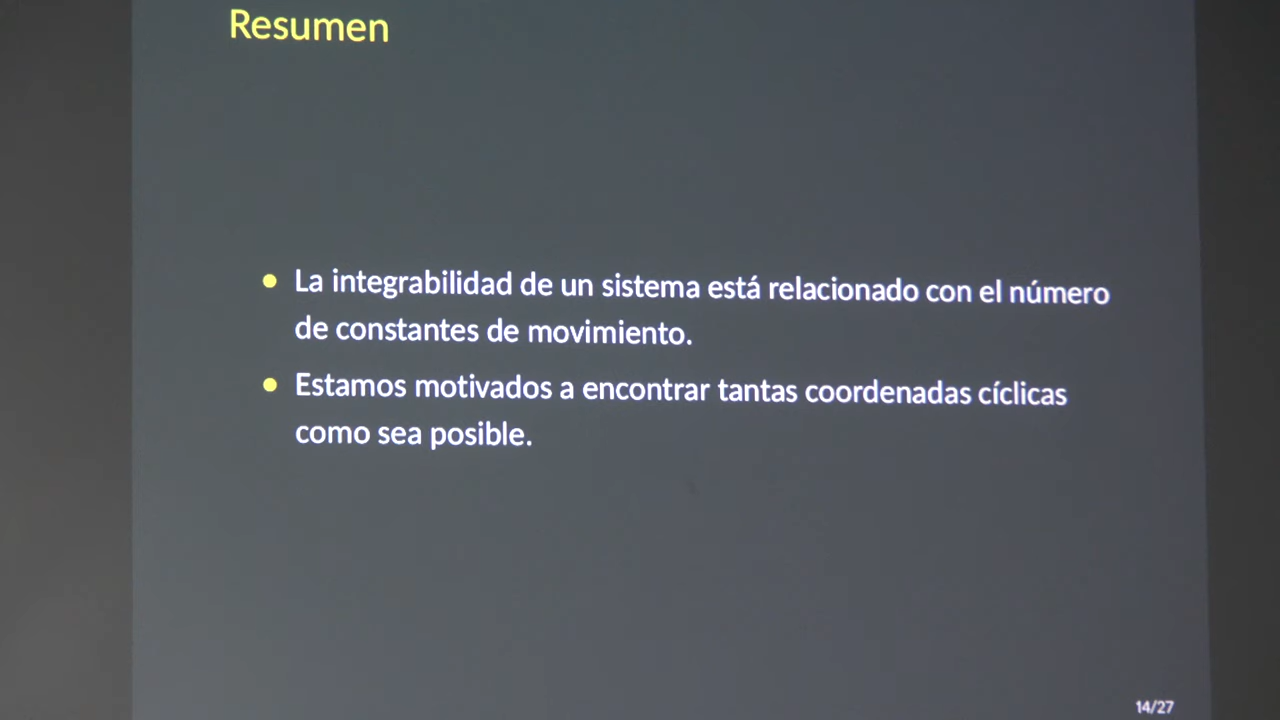 Resumen
La integrabilidad de un sistema está relacionado con el número
de constantes de movimiento.
Estamos motivados a encontrar tantas coordenadas cíclicas
como sea posible.
14/27